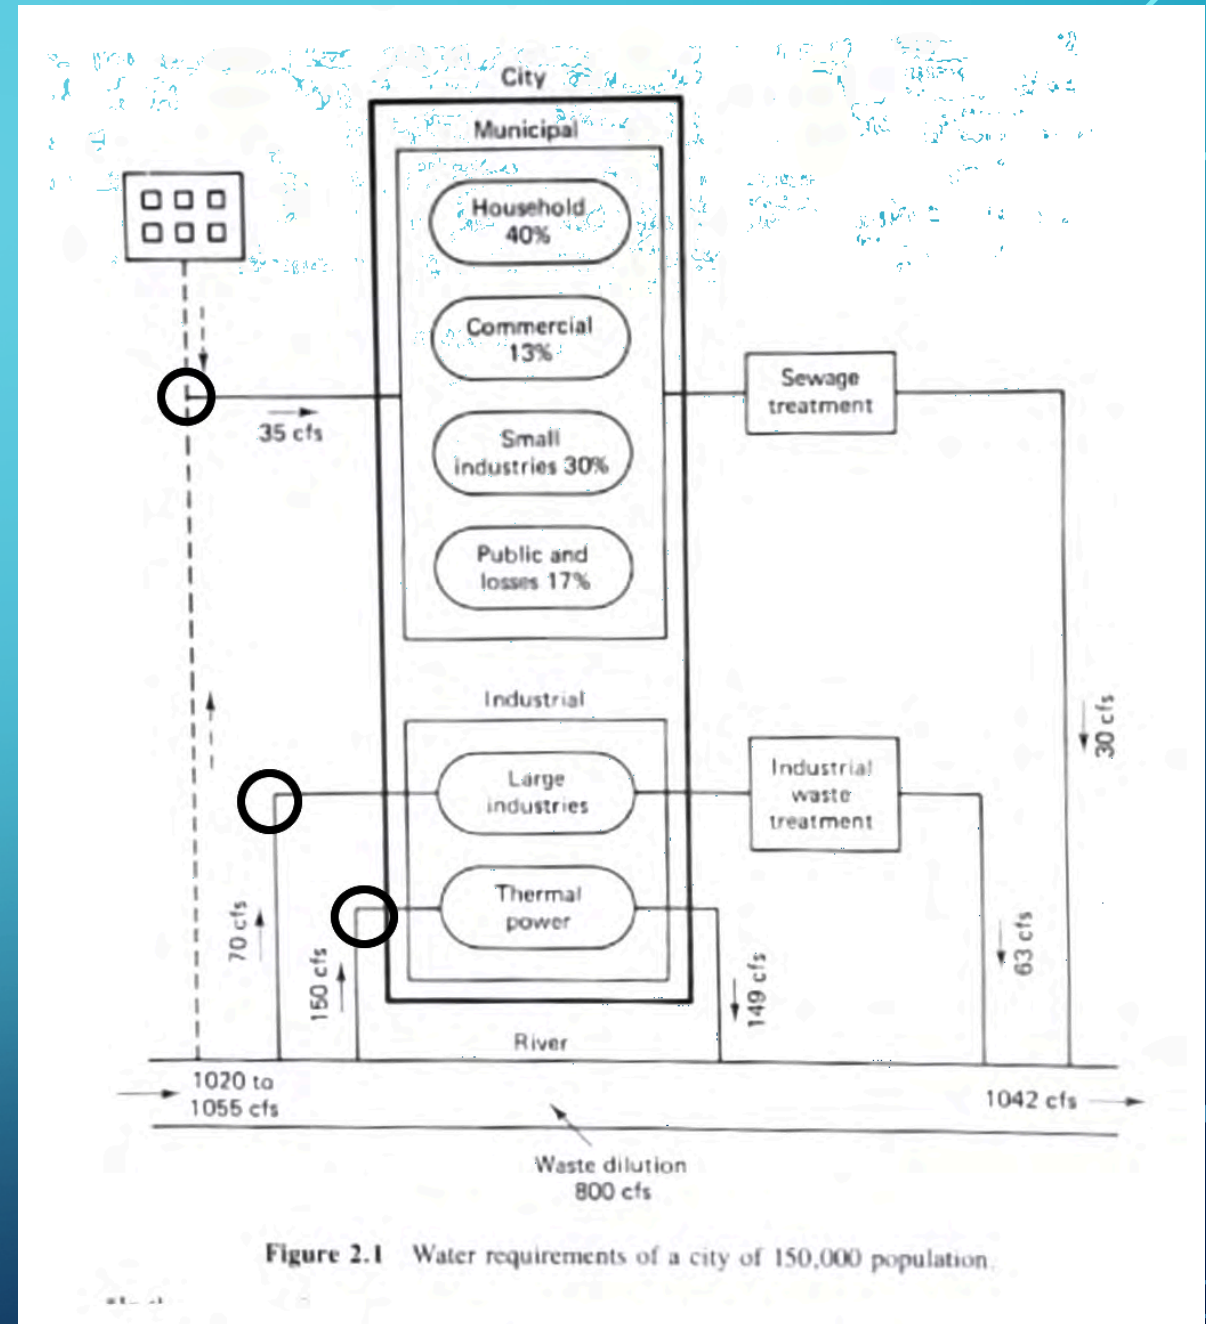 City
Municipal
Household
40%
Commercial
13%
Small
industries 30%
Public and
losses 17%
35 cfs
Sewage
treatment
30 cfs
Industrial
Large
industries
Thermal
power
Industrial
waste
treatment
70 cfs
150 cfs
149 cfs
63 cfs
River
1020 to
1055 cfs
1042 cfs
Waste dilution
800 cfs
Figure 2.1 Water requirements of a city of 150,000 population.